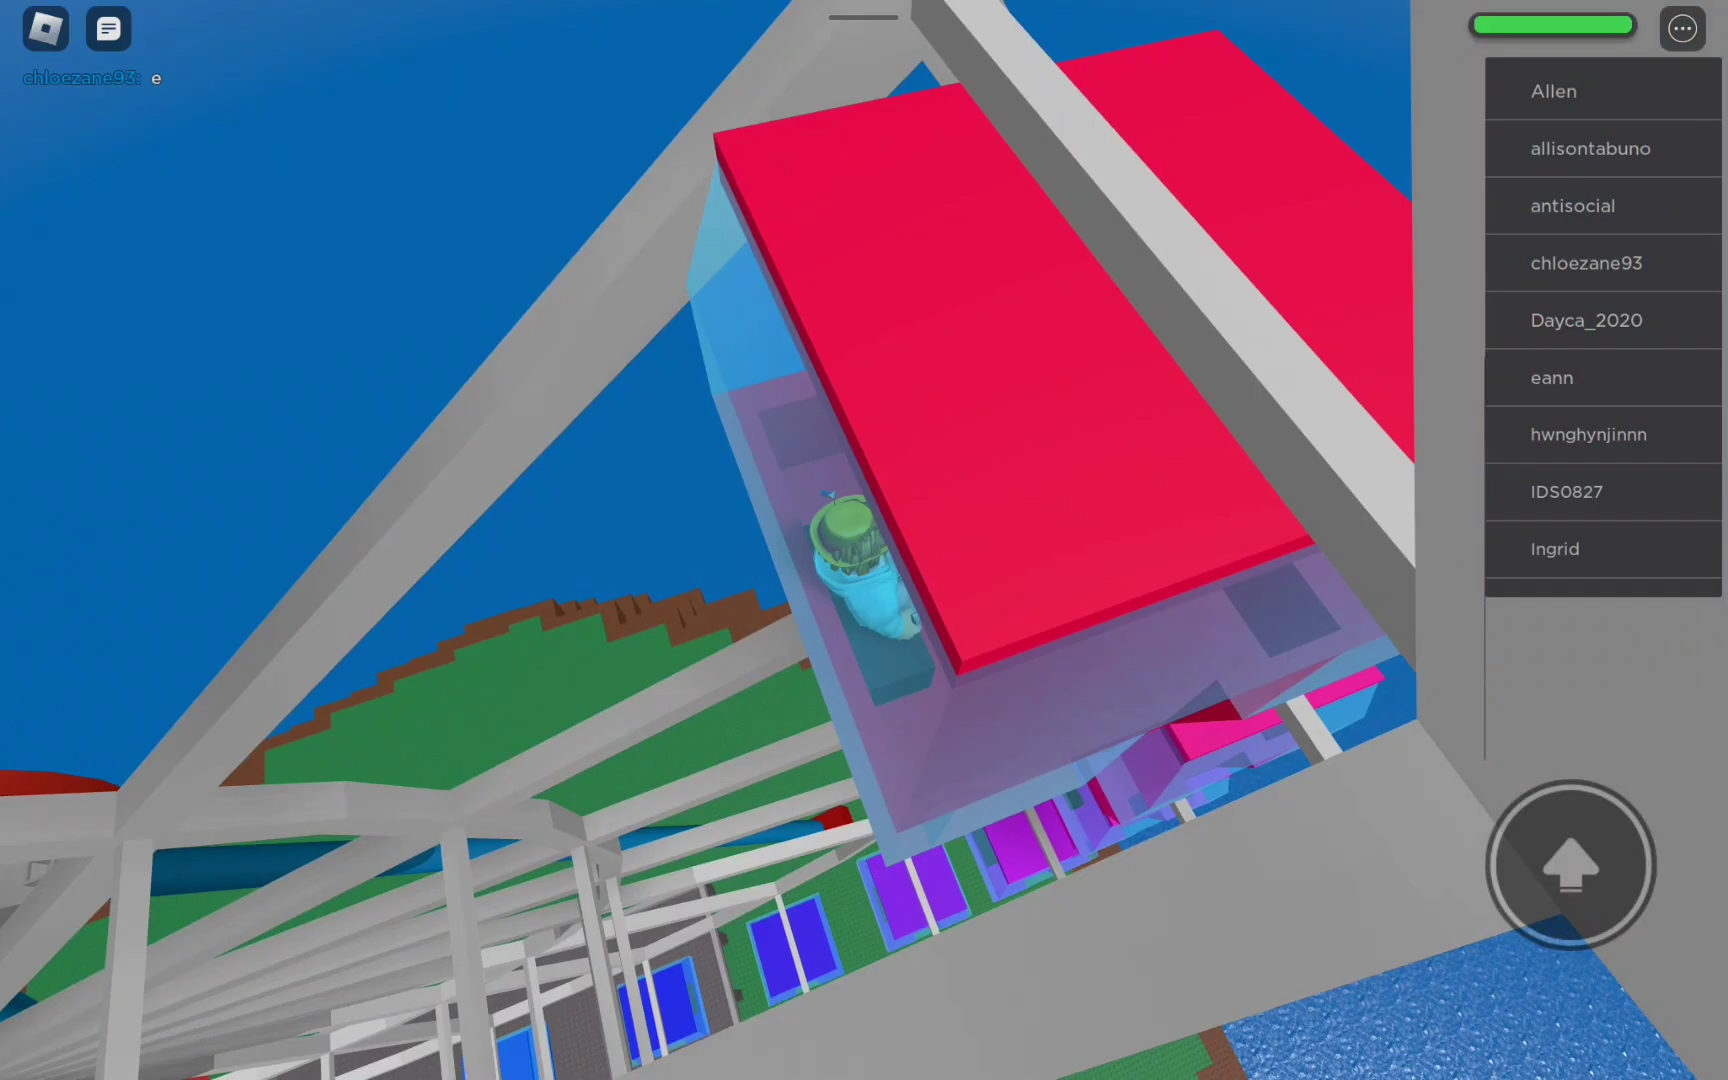 chloezane93: e
Allen
allisontabuno
antisocial
chloezane93
Dayca_2020
eann
hwnghynjinnn
IDS0827
Ingrid